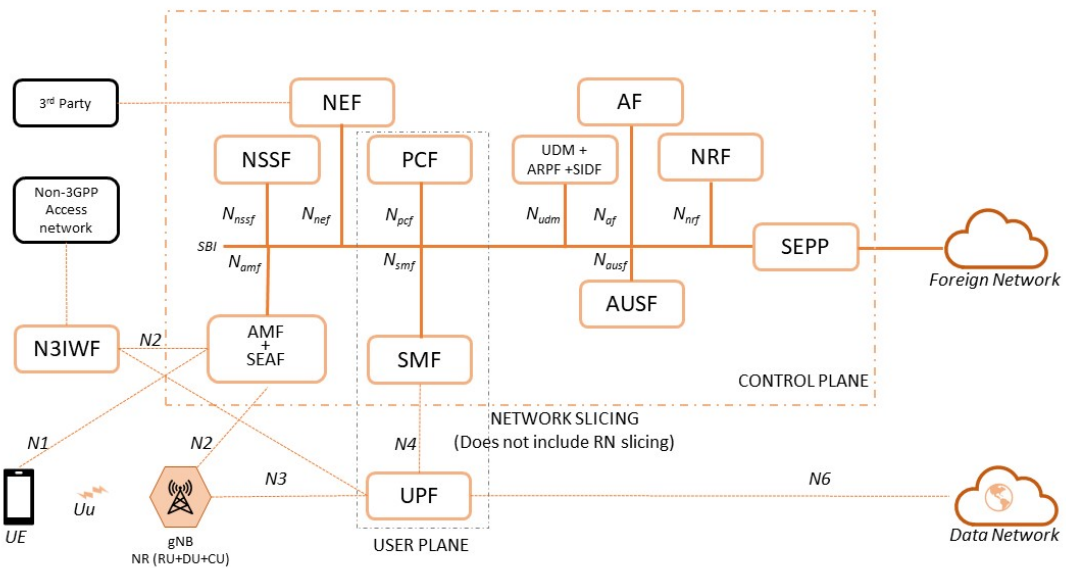 3rd Party
NEF
AF
NSSF
PCF
UDM +
ARPF +SIDF
NRF
Non-3GPP
Access
network
Nnssf
Nnef
Npcf
Nudm
Naf
Nnrf
SBI
SEPP
Namf
Nsmf
Nausf
Foreign Network
AUSF
N3IWF
N2
AMF
+
SEAF
SMF
CONTROL PLANE
NETWORK SLICING
(Does not include RN slicing)
N1
N2
N4
N3
UPF
N6
Uu
UE
gNB
NR (RU+DU+CU)
USER PLANE
Data Network